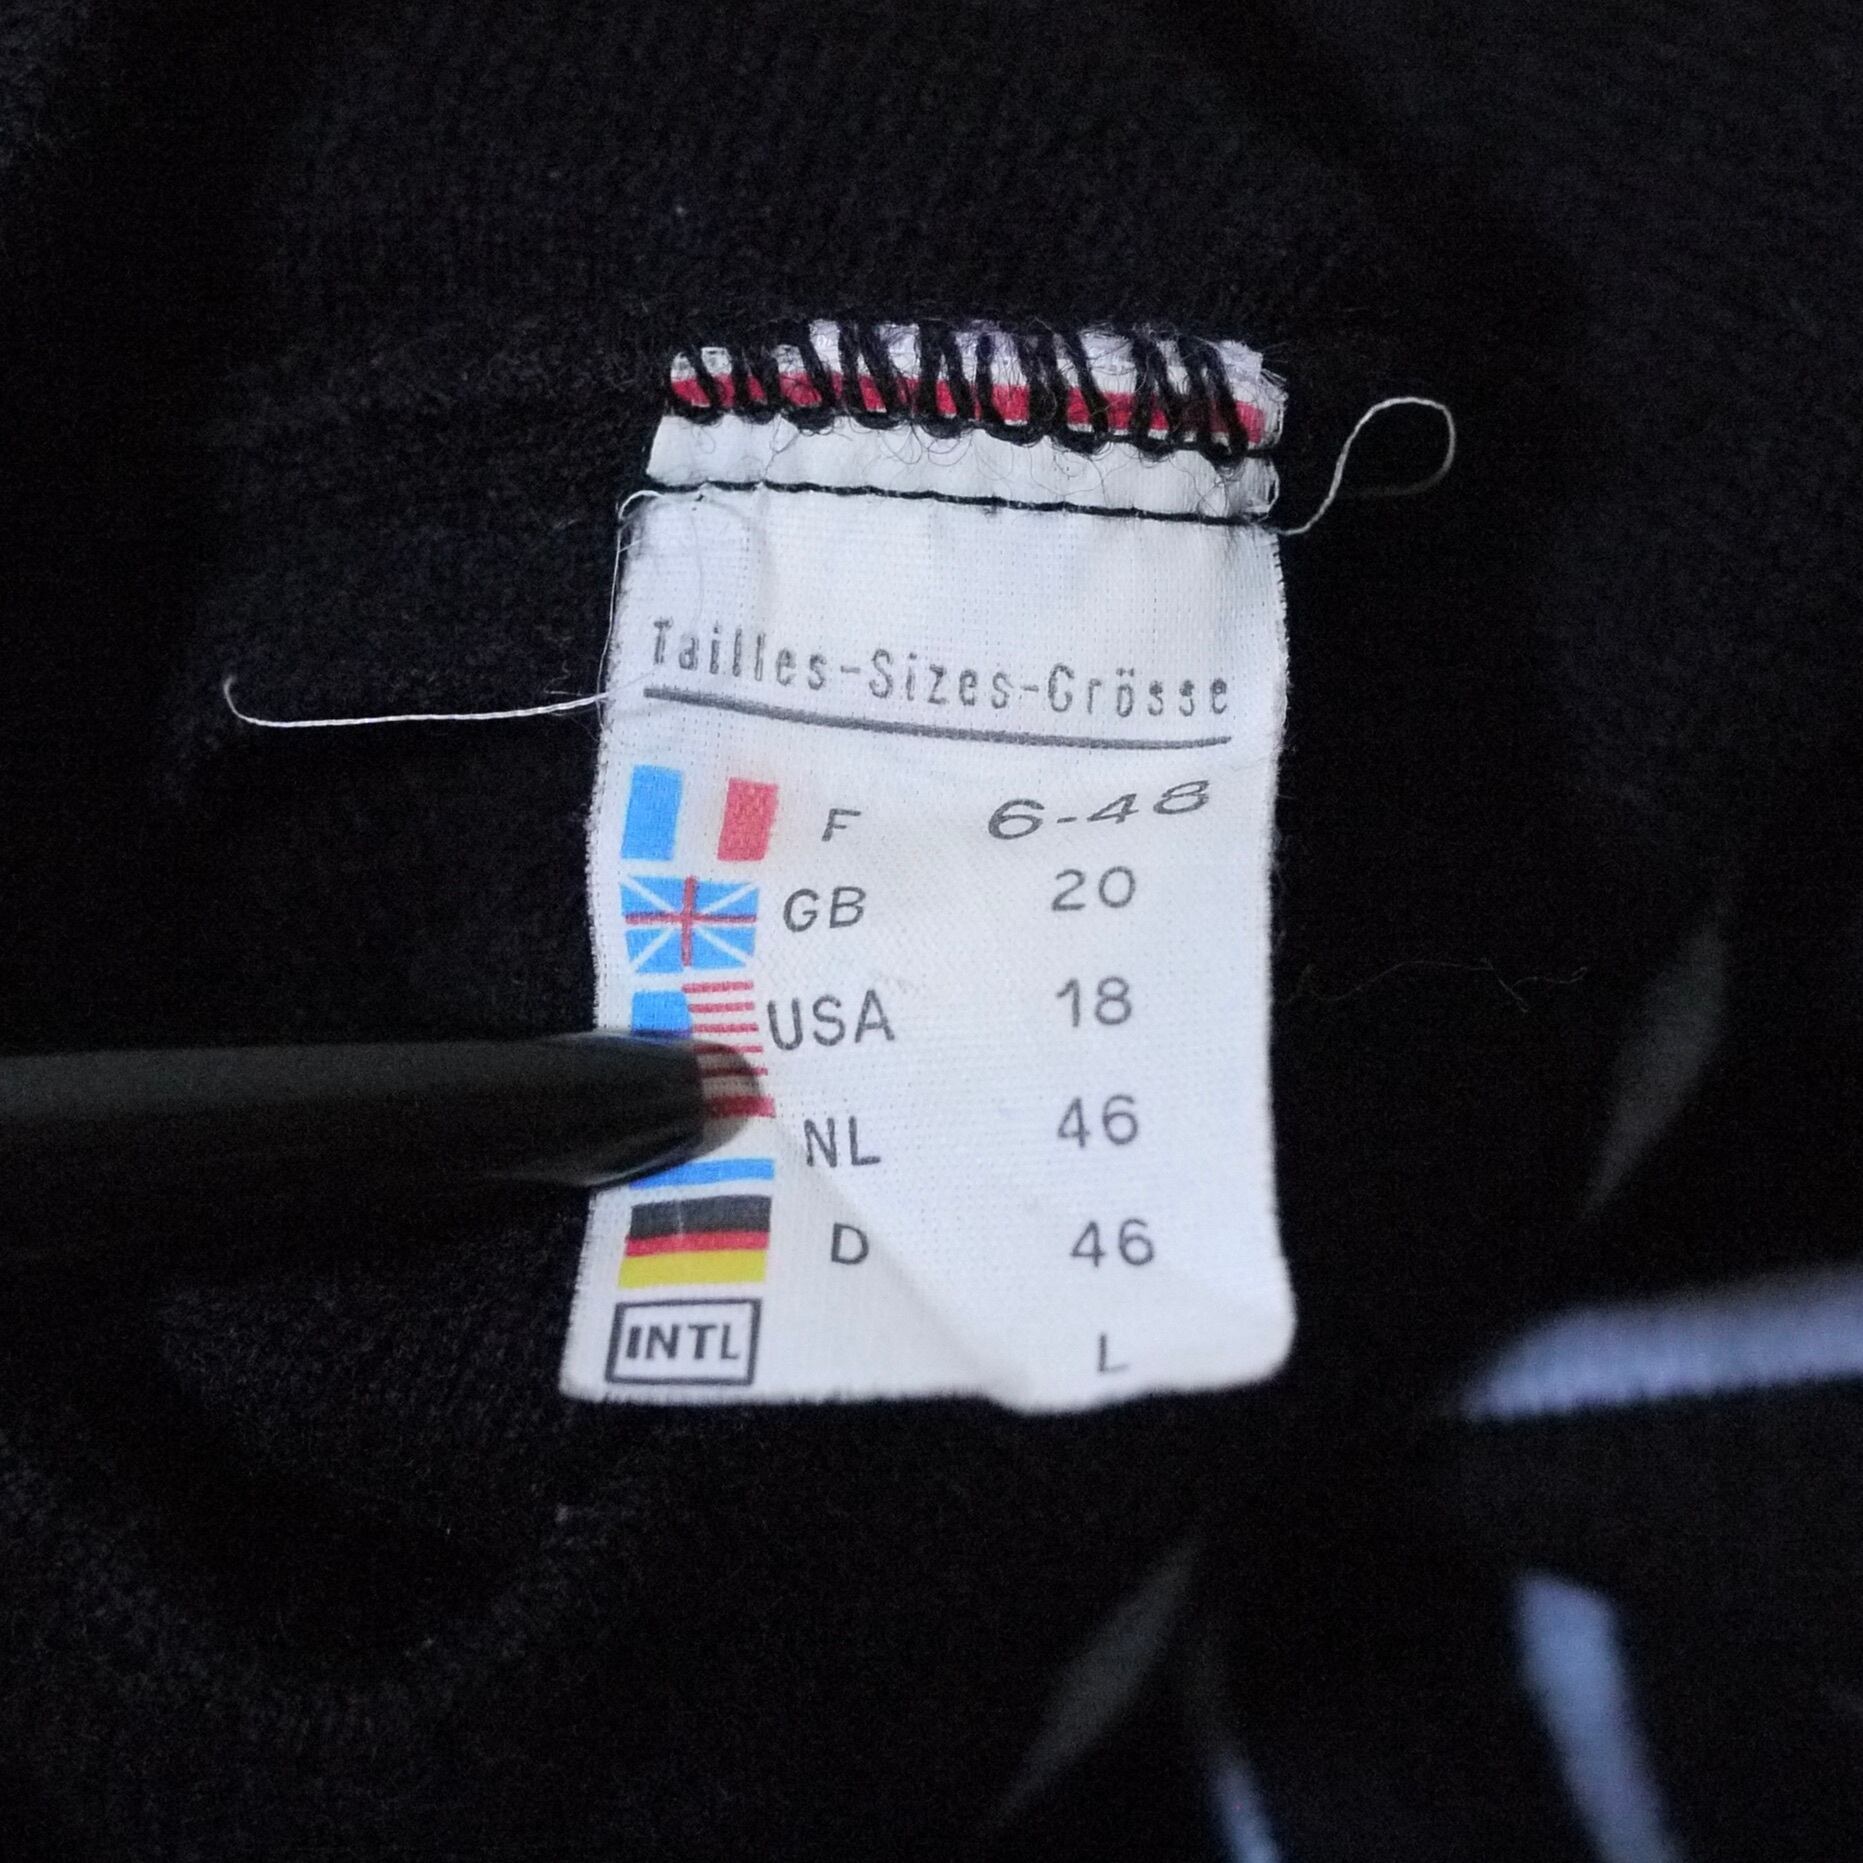 Tailles-Sizes-Grösse
F 6-48
GB 20
USA 18
NL 46
D 46
INTL L